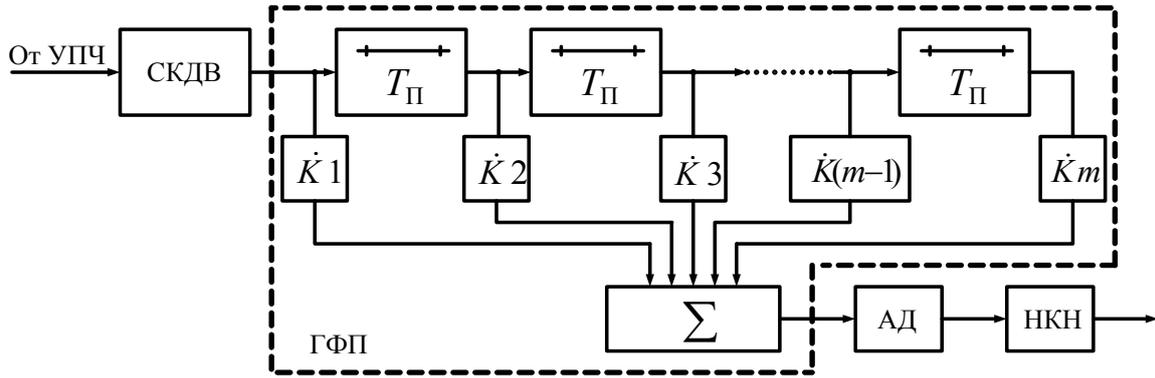 От УПЧ
СКДВ
T_П
T_П
T_П
K̇ 1
K̇ 2
K̇ 3
K̇(m−1)
K̇ m
Σ
АД
НКН
ГФП